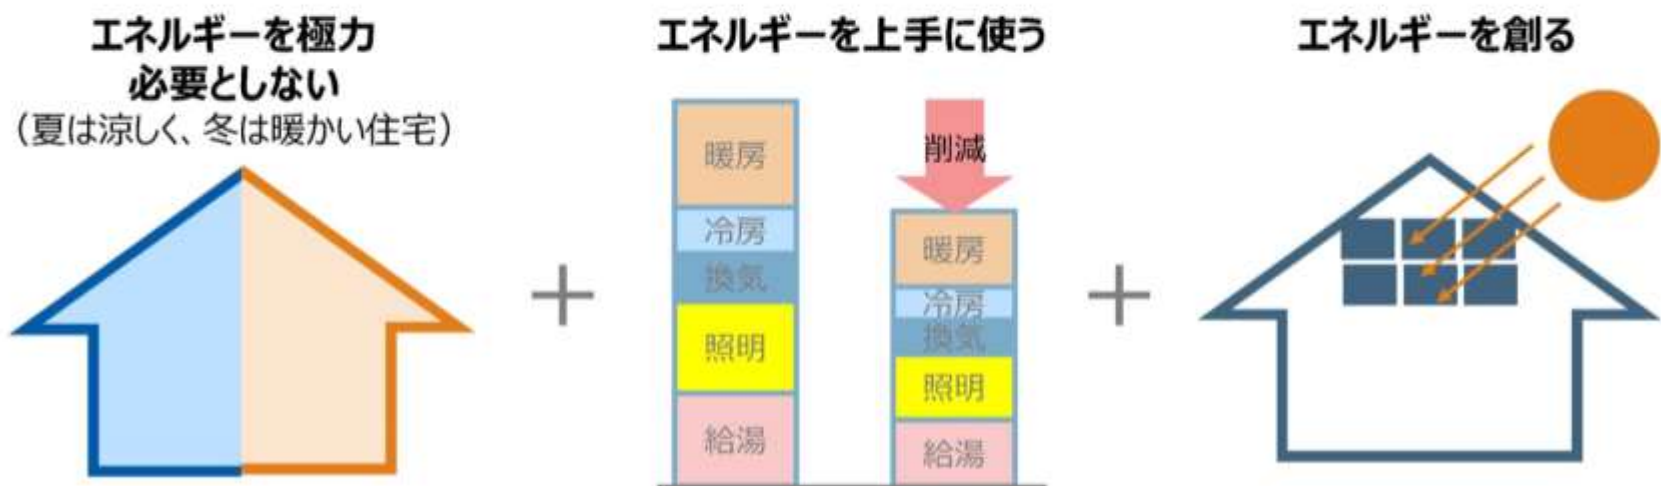 エネルギーを極力
必要としない
（夏は涼しく、冬は暖かい住宅）
エネルギーを上手に使う
暖房
冷房
換気
照明
給湯
削減
暖房
冷房
換気
照明
給湯
エネルギーを創る